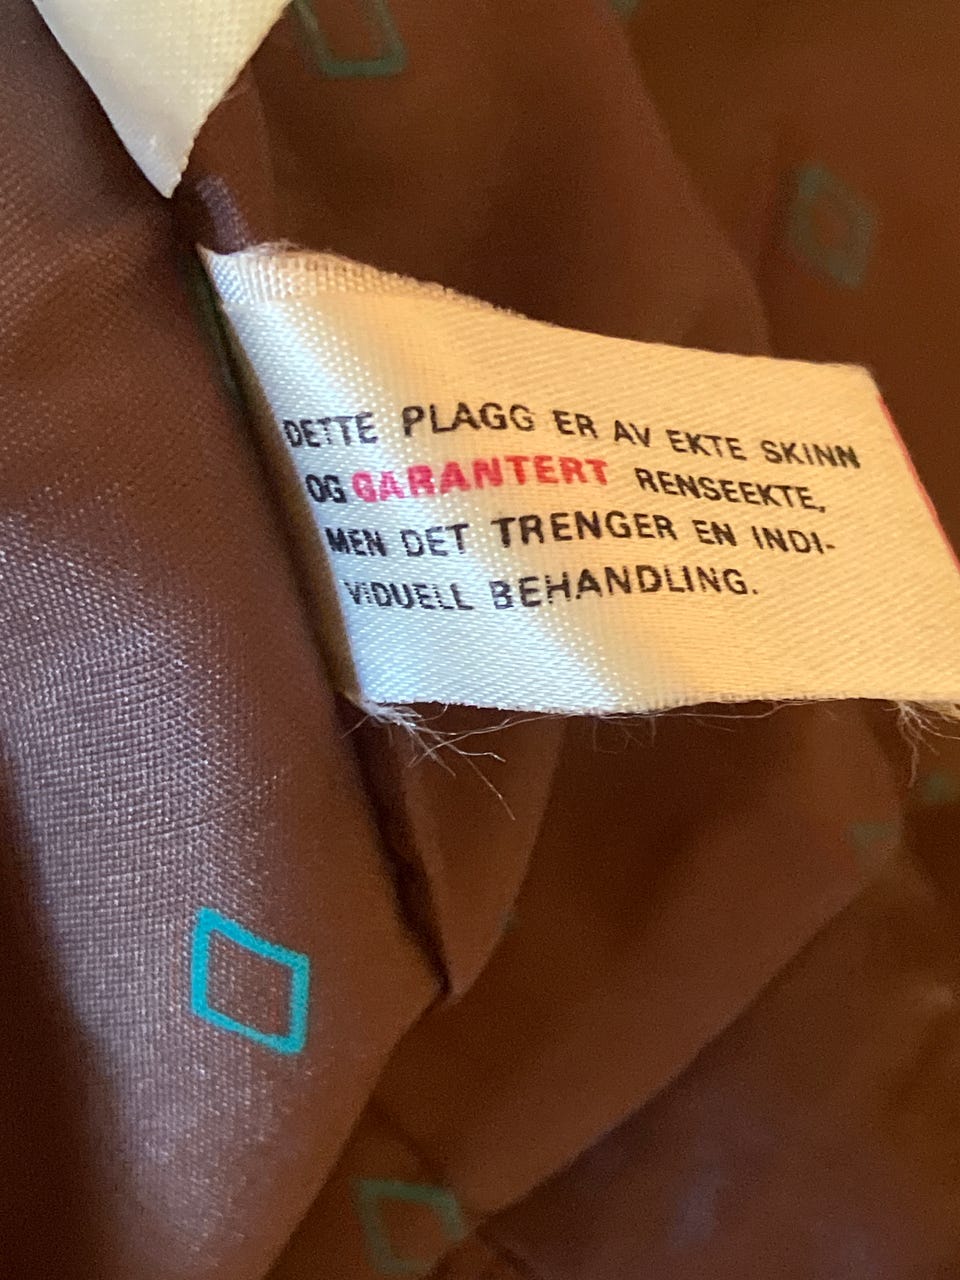 DETTE PLAGG ER AV EKTE SKINN
OG GARANTERT RENSEEKTE,
MEN DET TRENGER EN INDI-
VIDUELL BEHANDLING.